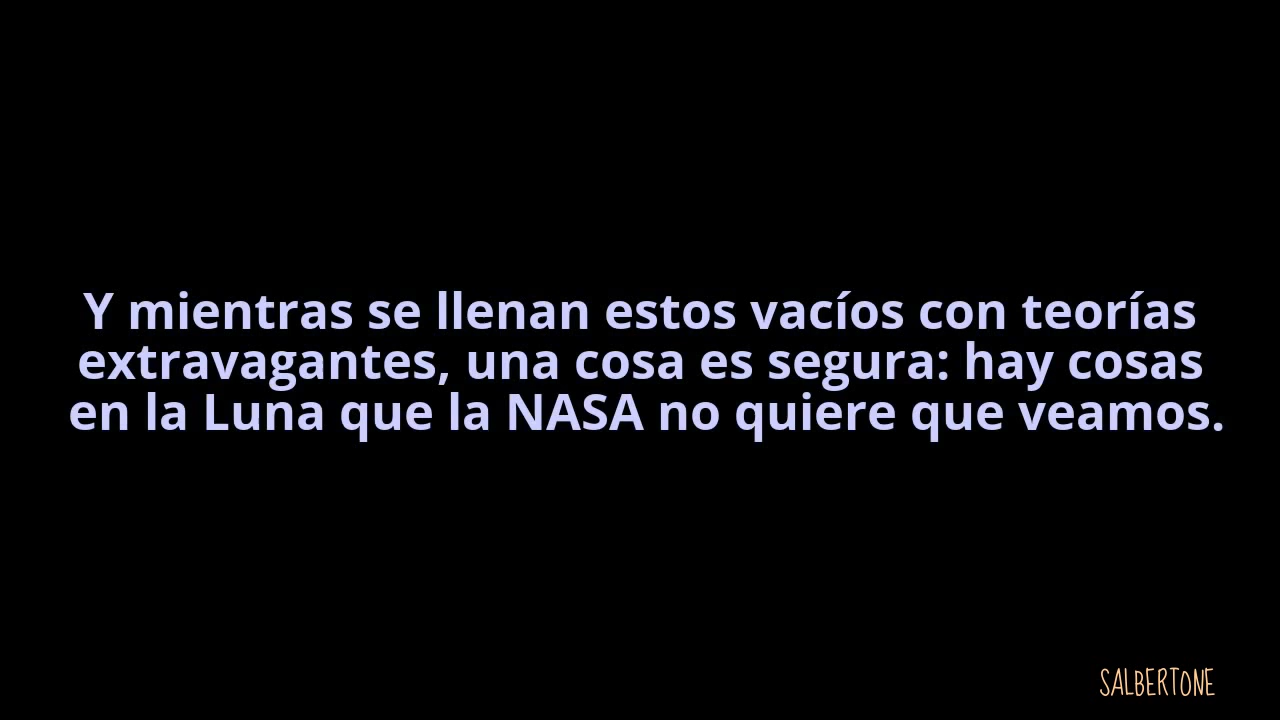 Y mientras se llenan estos vacíos con teorías
extravagantes, una cosa es segura: hay cosas
en la Luna que la NASA no quiere que veamos.
SALBERTONE